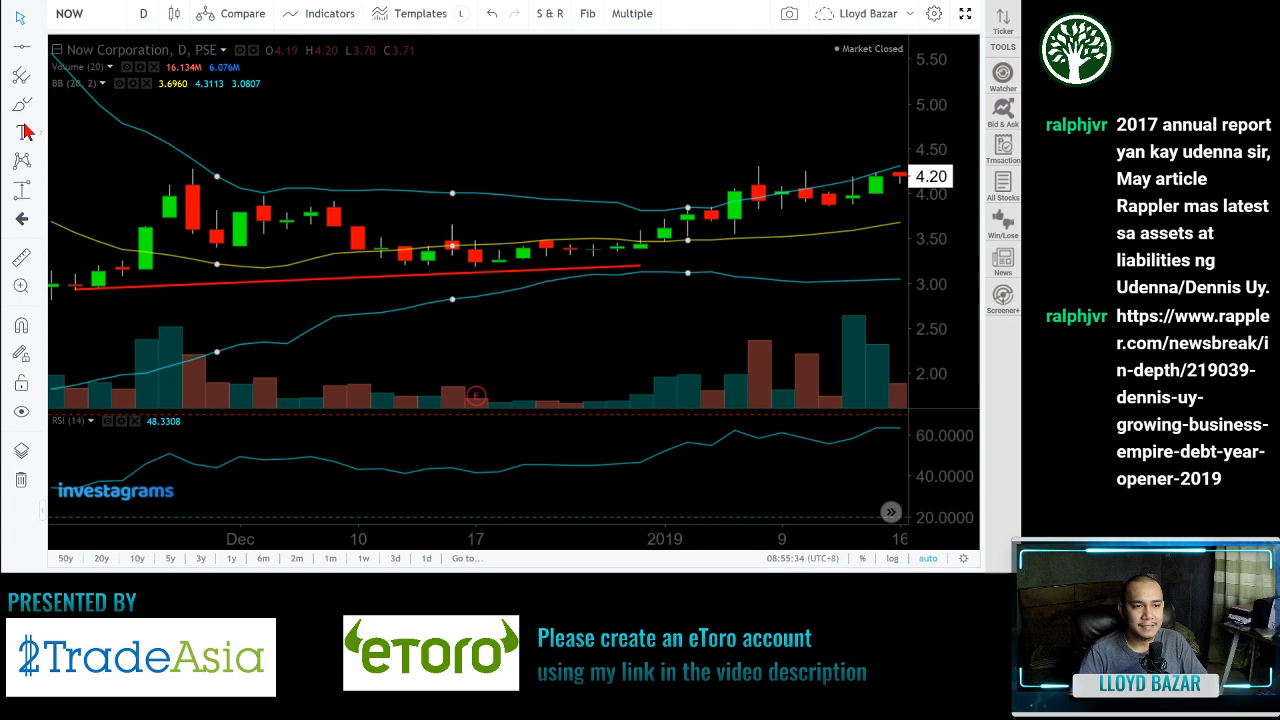 NOW
D
Compare
Indicators
Templates
L
S & R
Fib
Multiple
Lloyd Bazar
Ticker
TOOLS
Watcher
Bid & Ask
Trnsaction
All Stocks
Win/Lose
News
Screener+
Now Corporation, D, PSE
O4.19 H4.20 L3.70 C3.71
Market Closed
Volume (20)
16.134M 6.076M
BB (20, 2)
3.6960 4.3113 3.0807
5.50
5.00
4.50
4.20
4.00
3.50
3.00
2.50
2.00
E
RSI (14)
48.3308
60.0000
40.0000
20.0000
investagrams
Dec
10
17
2019
9
16
50y 20y 10y 5y 3y 1y 6m 2m 1m 1w 3d 1d Go to...
08:55:34 (UTC+8) % log auto
ralphjvr 2017 annual report
yan kay udenna sir,
May article
Rappler has latest
sa assets at
liabilities ng
Udenna/Dennis Uy.
ralphjvr https://www.rapple
r.com/newsbreak/i
n-depth/219039-
dennis-uy-
growing-business-
empire-debt-year-
opener-2019
PRESENTED BY
2TradeAsia
eToro
Please create an eToro account
using my link in the video description
LLOYD BAZAR